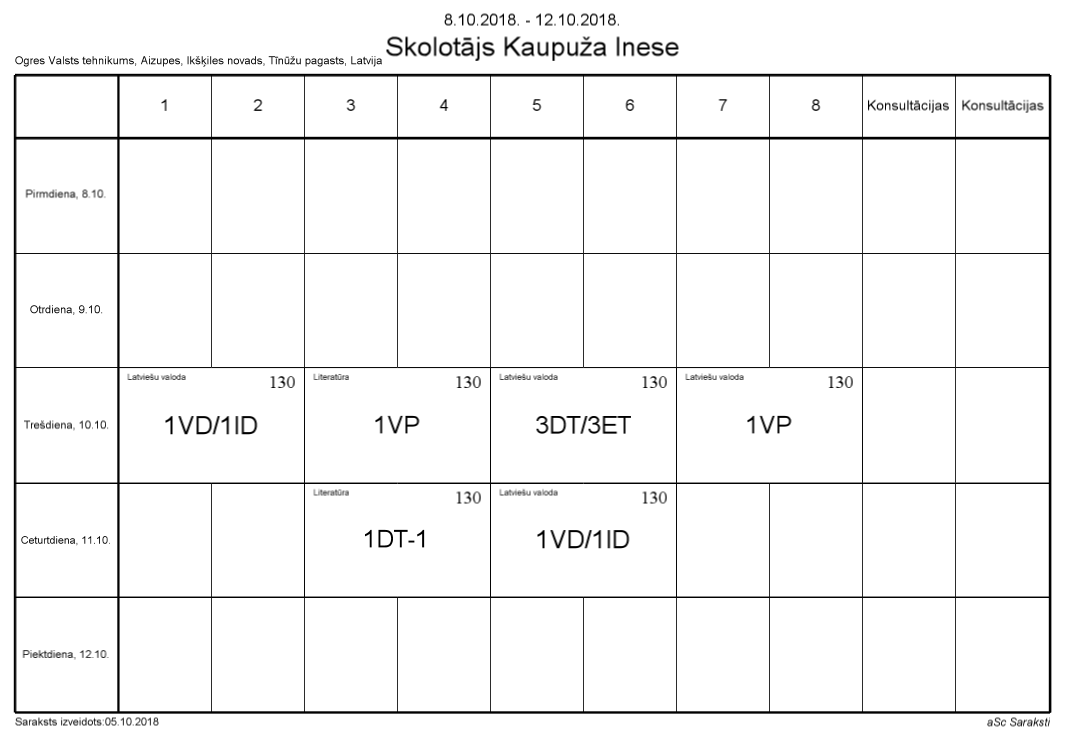 8.10.2018. - 12.10.2018.
Skolotājs Kaupuža Inese
Ogres Valsts tehnikums, Aizupes, Ikšķiles novads, Tīnūžu pagasts, Latvija
1 2 3 4 5 6 7 8 Konsultācijas Konsultācijas
Pirmdiena, 8.10.
Otrdiena, 9.10.
Latviešu valoda 130 Literatūra 130 Latviešu valoda 130 Latviešu valoda 130
Trešdiena, 10.10. 1VD/1ID 1VP 3DT/3ET 1VP
Literatūra 130 Latviešu valoda 130
Ceturtdiena, 11.10. 1DT-1 1VD/1ID
Piektdiena, 12.10.
Saraksts izveidots:05.10.2018 aSc Saraksti